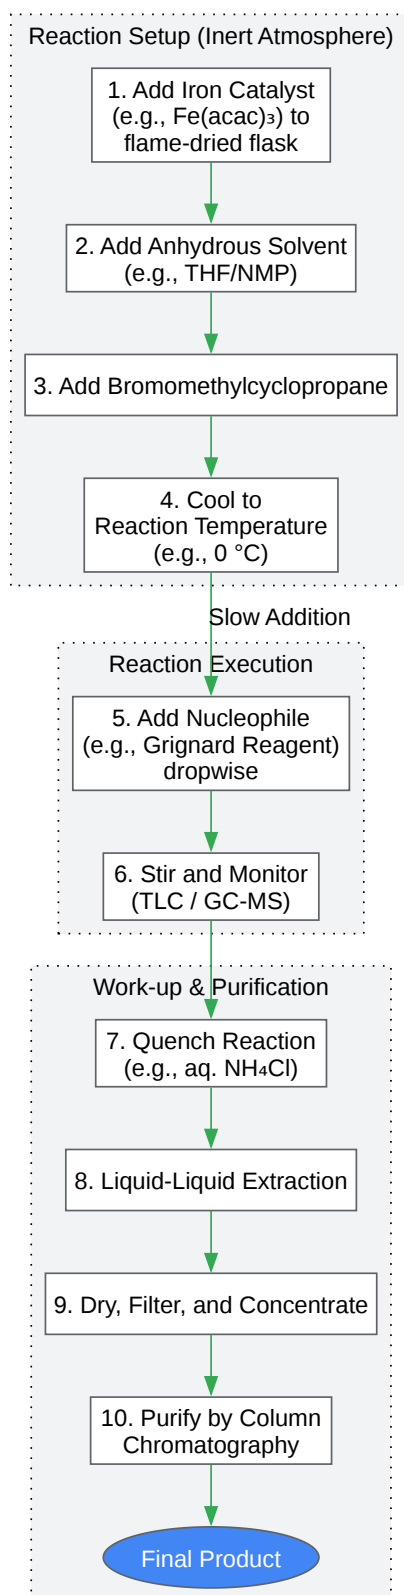 Reaction Setup (Inert Atmosphere)
1. Add Iron Catalyst
(e.g., Fe(acac)₃) to
flame-dried flask
2. Add Anhydrous Solvent
(e.g., THF/NMP)
3. Add Bromomethylcyclopropane
4. Cool to
Reaction Temperature
(e.g., 0 °C)
Slow Addition
Reaction Execution
5. Add Nucleophile
(e.g., Grignard Reagent)
dropwise
6. Stir and Monitor
(TLC / GC-MS)
Work-up & Purification
7. Quench Reaction
(e.g., aq. NH₄Cl)
8. Liquid-Liquid Extraction
9. Dry, Filter, and Concentrate
10. Purify by Column
Chromatography
Final Product